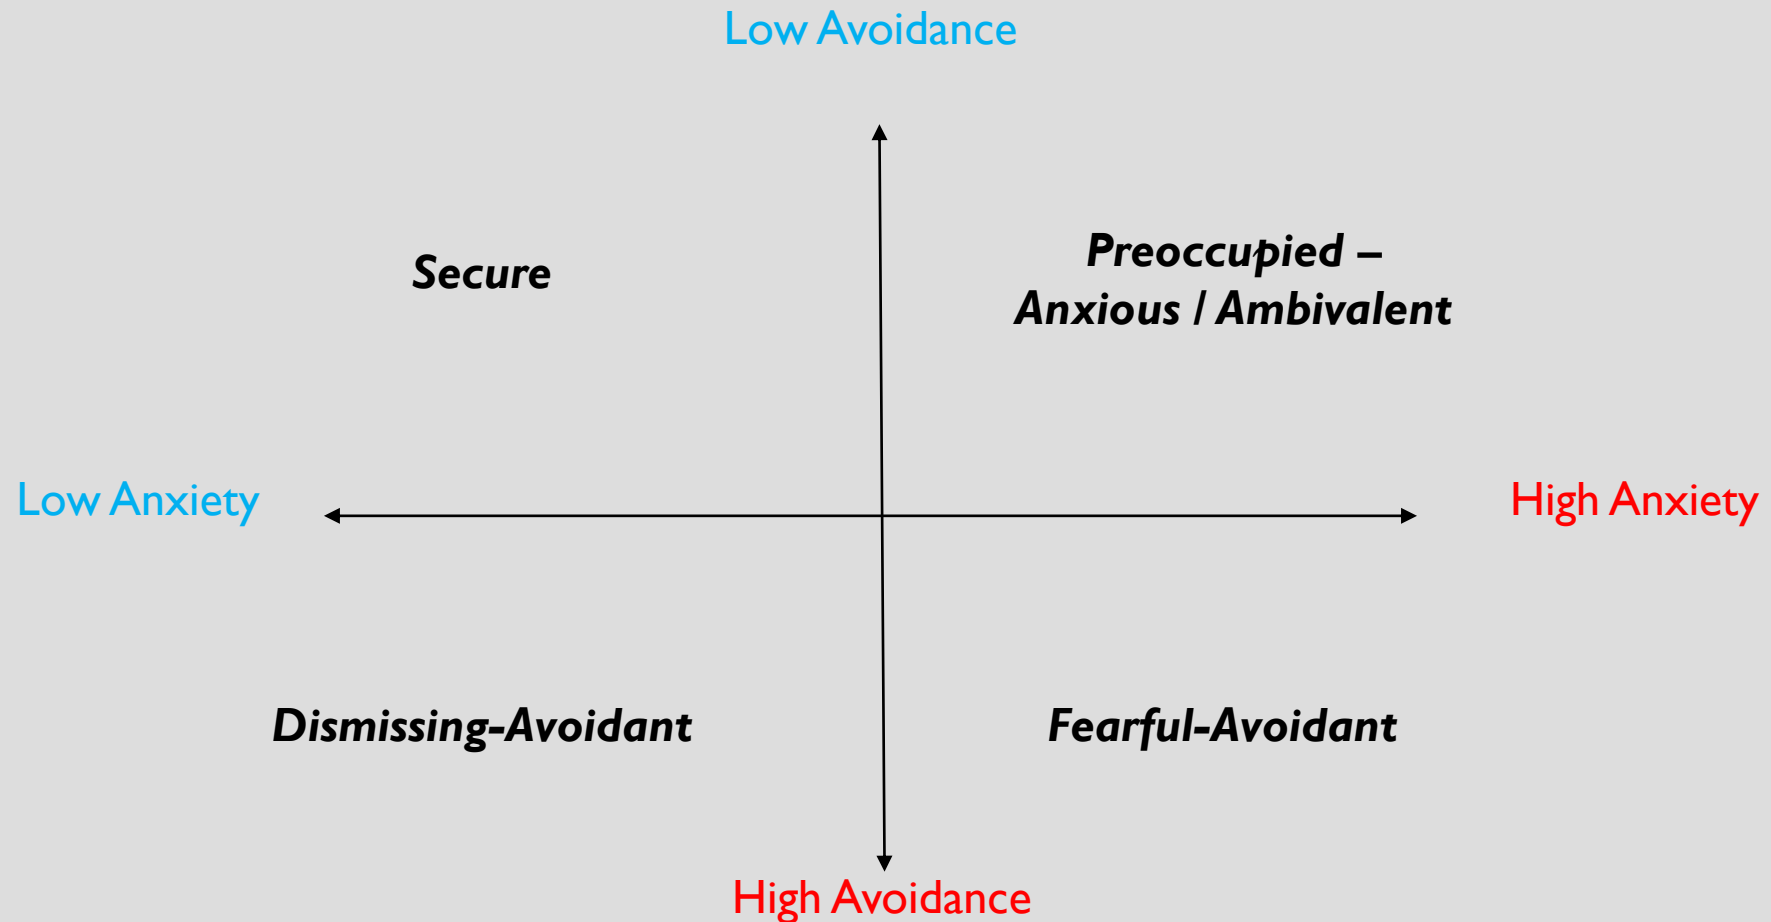 Low Avoidance
Secure
Preoccupied –
Anxious / Ambivalent
Low Anxiety
High Anxiety
Dismissing-Avoidant
Fearful-Avoidant
High Avoidance